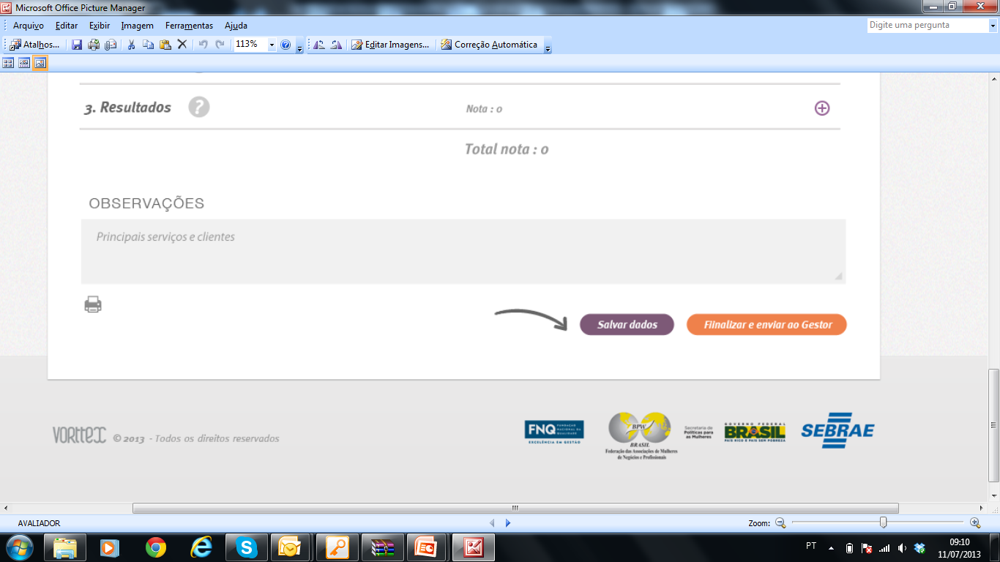 Microsoft Office Picture Manager
Arquivo Editar Exibir Imagem Ferramentas Ajuda
Digite uma pergunta
Atalhos... 113% Editar Imagens... Correção Automática
3. Resultados ? Nota : 0
Total nota : 0
OBSERVAÇÕES
Principais serviços e clientes
Salvar dados Fiinalizar e enviar ao Gestor
VORTTEX © 2013 - Todos os direitos reservados
FNQ FUNDAÇÃO NACIONAL DA QUALIDADE
EXCELÊNCIA EM GESTÃO
BPW
BRASIL
Federação das Associações de Mulheres
de Negócios e Profissionais
Secretaria de
Políticas para
as Mulheres
GOVERNO FEDERAL
BRASIL
PAÍS RICO É PAÍS SEM POBREZA
SEBRAE
AVALIADOR Zoom:
PT 09:10
11/07/2013